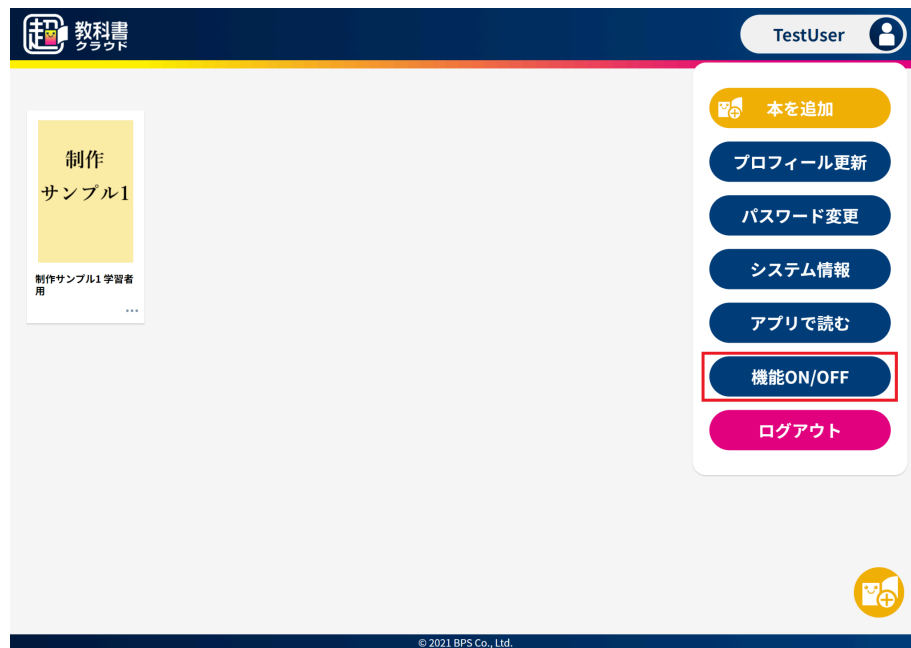 超 教科書
クラウド
TestUser
本を追加
プロフィール更新
パスワード変更
システム情報
アプリで読む
機能ON/OFF
ログアウト
制作
サンプル1
制作サンプル1 学習者
用
...
© 2021 BPS Co., Ltd.